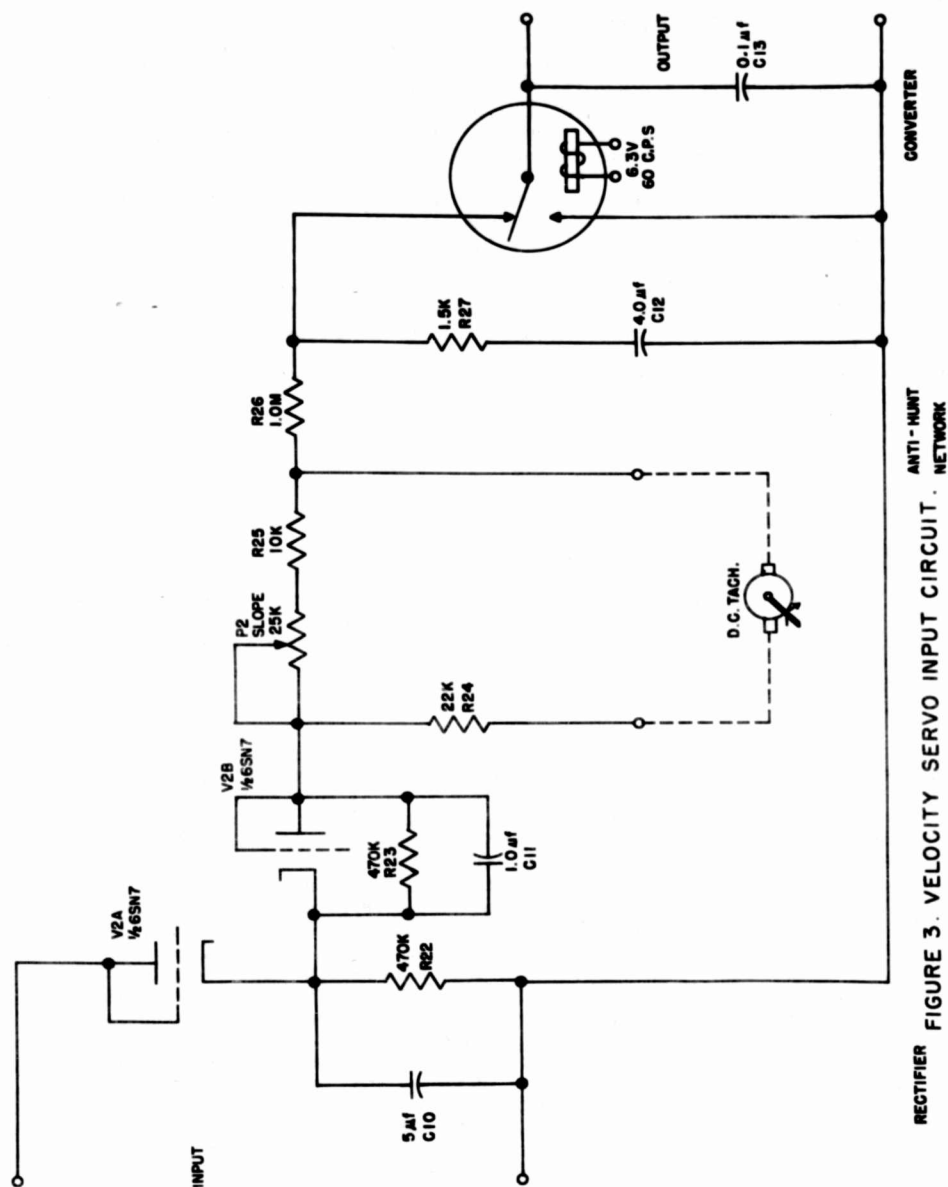 INPUT
V2A
½6SN7
5µf
C10
470K
R22
470K
R23
1.0µf
C11
V2B
½6SN7
P2
SLOPE
25K
22K
R24
R25
10K
D.C. TACH.
R26
1.0M
1.5K
R27
4.0µf
C12
6.3V
60 C.P.S
OUTPUT
0.1µf
C13
RECTIFIER
ANTI-HUNT
NETWORK
CONVERTER
FIGURE 3. VELOCITY SERVO INPUT CIRCUIT.